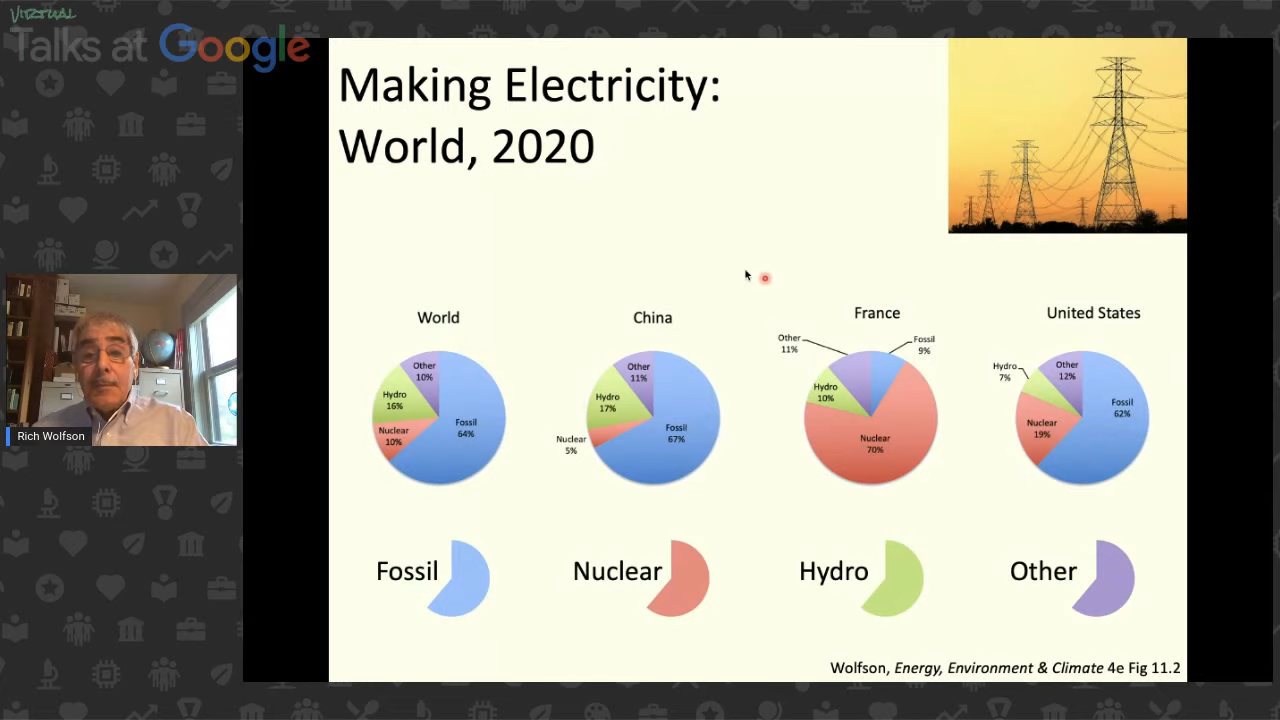 VIRTUAL
Talks at Google
Making Electricity:
World, 2020
World
China
France
United States
Other
10%
Hydro
16%
Nuclear
10%
Fossil
64%
Other
11%
Hydro
17%
Nuclear
5%
Fossil
67%
Other
11%
Fossil
9%
Hydro
10%
Nuclear
70%
Hydro
7%
Other
12%
Nuclear
19%
Fossil
62%
Rich Wolfson
Fossil
Nuclear
Hydro
Other
Wolfson, Energy, Environment & Climate 4e Fig 11.2